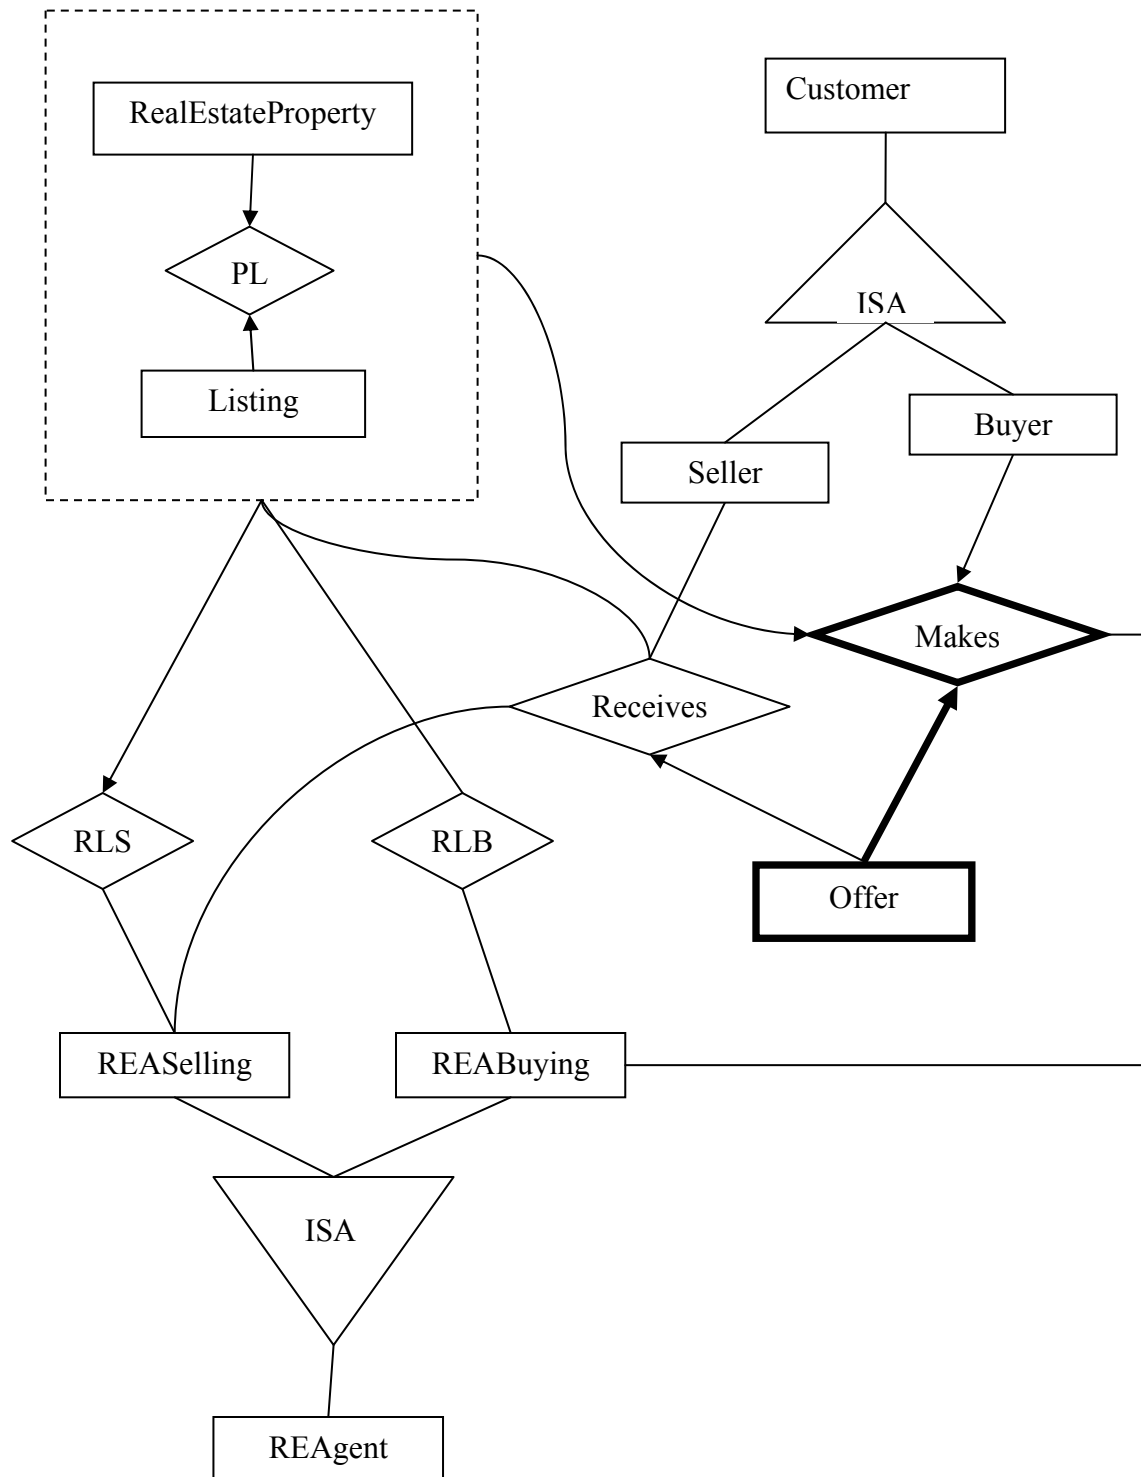 RealEstateProperty
Customer
PL
ISA
Listing
Buyer
Seller
Makes
Receives
RLS
RLB
Offer
REASelling
REABuying
ISA
REAgent